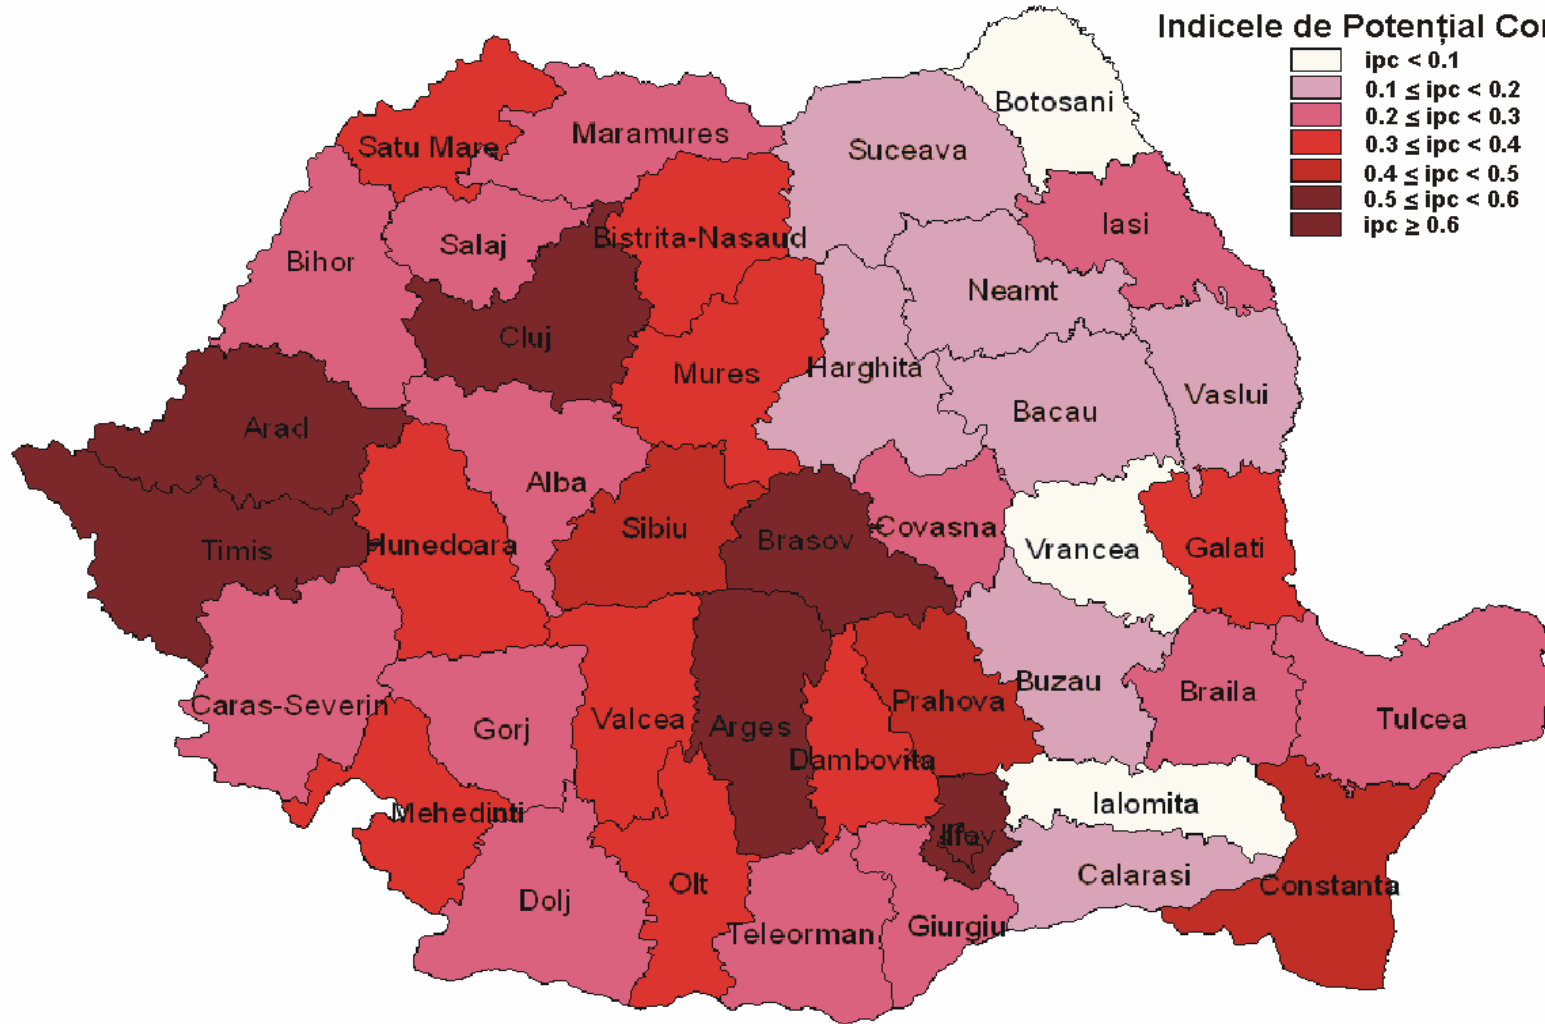 Indicele de Potențial Cor
ipc < 0.1
0.1 ≤ ipc < 0.2
0.2 ≤ ipc < 0.3
0.3 ≤ ipc < 0.4
0.4 ≤ ipc < 0.5
0.5 ≤ ipc < 0.6
ipc ≥ 0.6
Botosani
Satu Mare
Maramures
Suceava
Iasi
Bihor
Salaj
Bistrita-Nasaud
Neamt
Cluj
Mures
Harghita
Vaslui
Bacau
Arad
Alba
Sibiu
Brasov
Covasna
Timis
Hunedoara
Vrancea
Galati
Caras-Severin
Gorj
Valcea
Arges
Prahova
Buzau
Braila
Tulcea
Dambovita
Mehedinti
Ialomita
Ilfov
Calarasi
Constanta
Dolj
Olt
Teleorman
Giurgiu